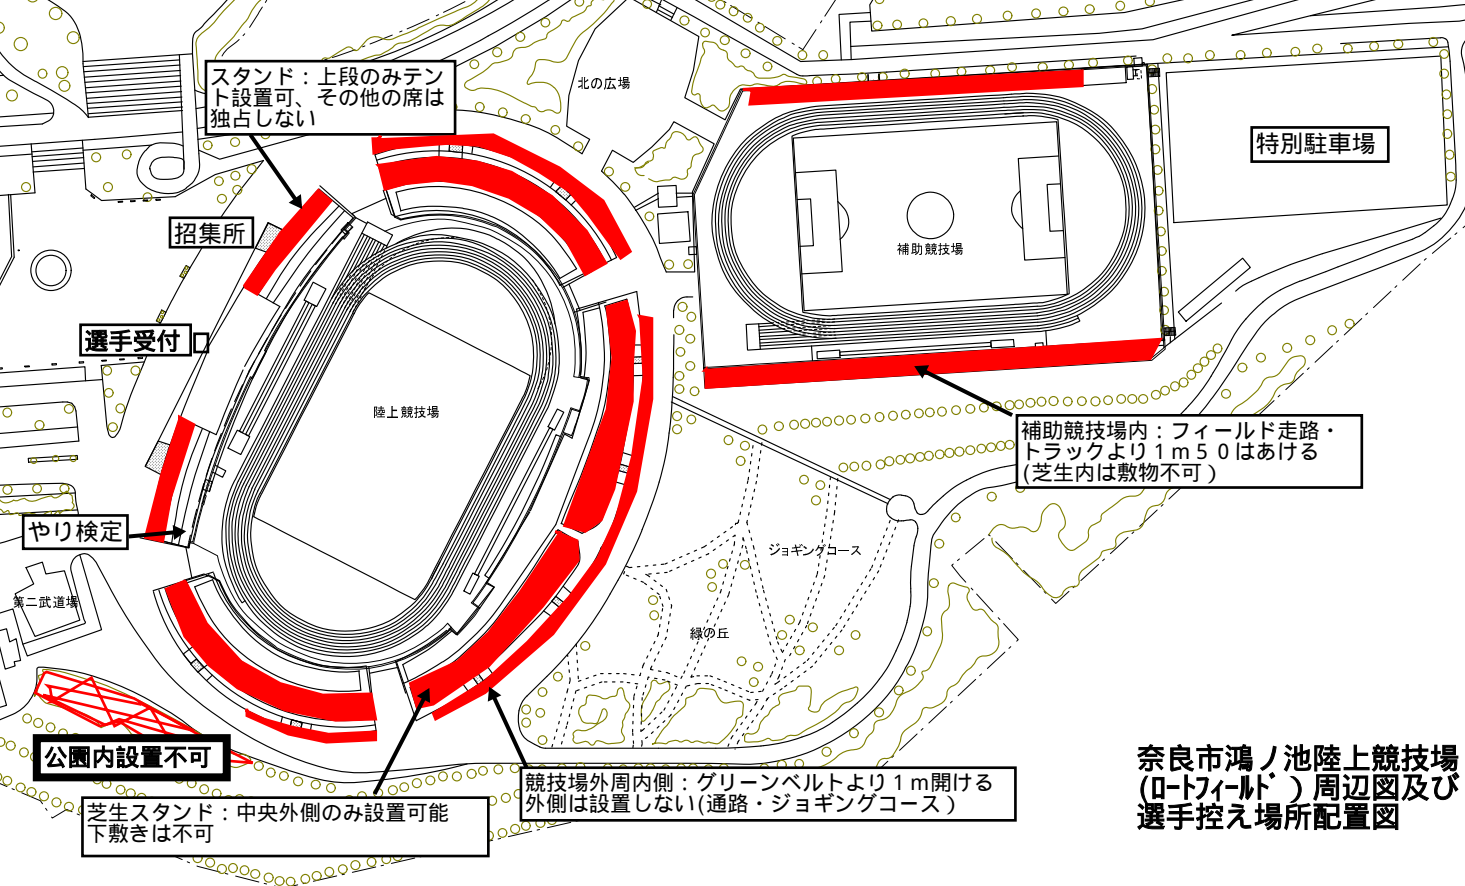 スタンド：上段のみテン
ト設置可、その他の席は
独占しない
北の広場
特別駐車場
招集所
補助競技場
選手受付
陸上競技場
補助競技場内：フィールド走路・
トラックより１ｍ５０はあける
(芝生内は敷物不可）
やり検定
ジョギングコース
第二武道場
緑の丘
公園内設置不可
競技場外周内側：グリーンベルトより１ｍ開ける
外側は設置しない(通路・ジョギングコース）
芝生スタンド：中央外側のみ設置可能
下敷きは不可
奈良市鴻ノ池陸上競技場
(ﾛｰﾄﾌｨｰﾙﾄﾞ）周辺図及び
選手控え場所配置図